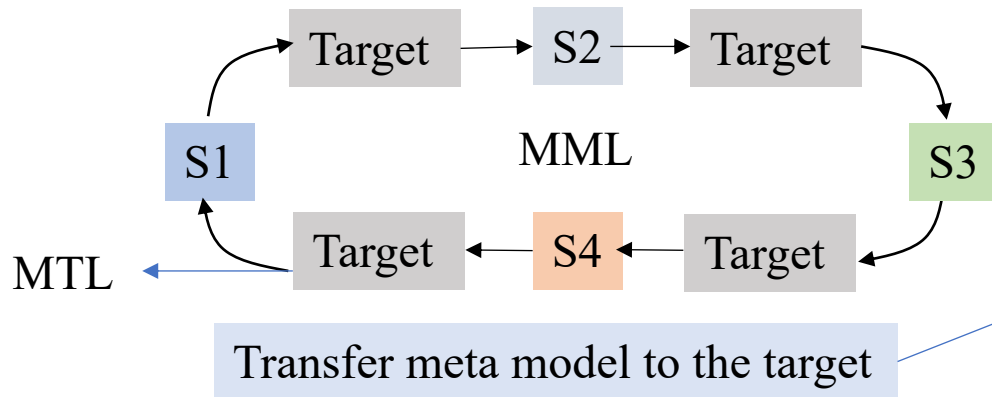 Target
S2
Target
S1
MML
S3
Target
S4
Target
MTL
Transfer meta model to the target